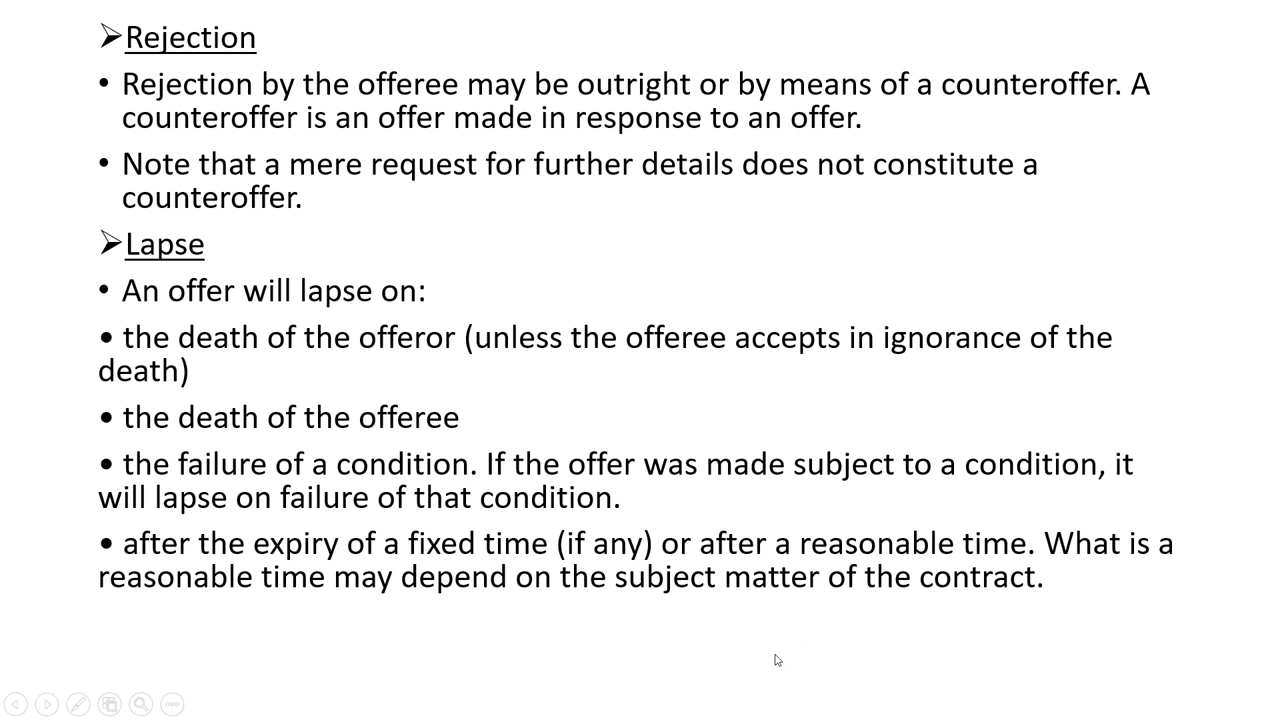 ➢Rejection
• Rejection by the offeree may be outright or by means of a counteroffer. A
counteroffer is an offer made in response to an offer.
• Note that a mere request for further details does not constitute a
counteroffer.
➢Lapse
• An offer will lapse on:
• the death of the offeror (unless the offeree accepts in ignorance of the
death)
• the death of the offeree
• the failure of a condition. If the offer was made subject to a condition, it
will lapse on failure of that condition.
• after the expiry of a fixed time (if any) or after a reasonable time. What is a
reasonable time may depend on the subject matter of the contract.